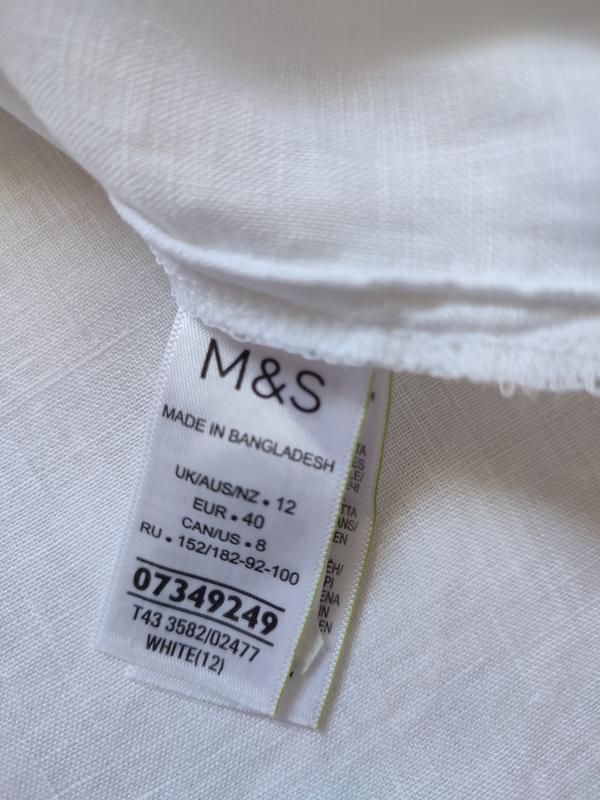 M&S
MADE IN BANGLADESH
UK/AUS/NZ • 12
EUR • 40
CAN/US • 8
RU • 152/182-92-100
07349249
T43 3582/02477
WHITE(12)